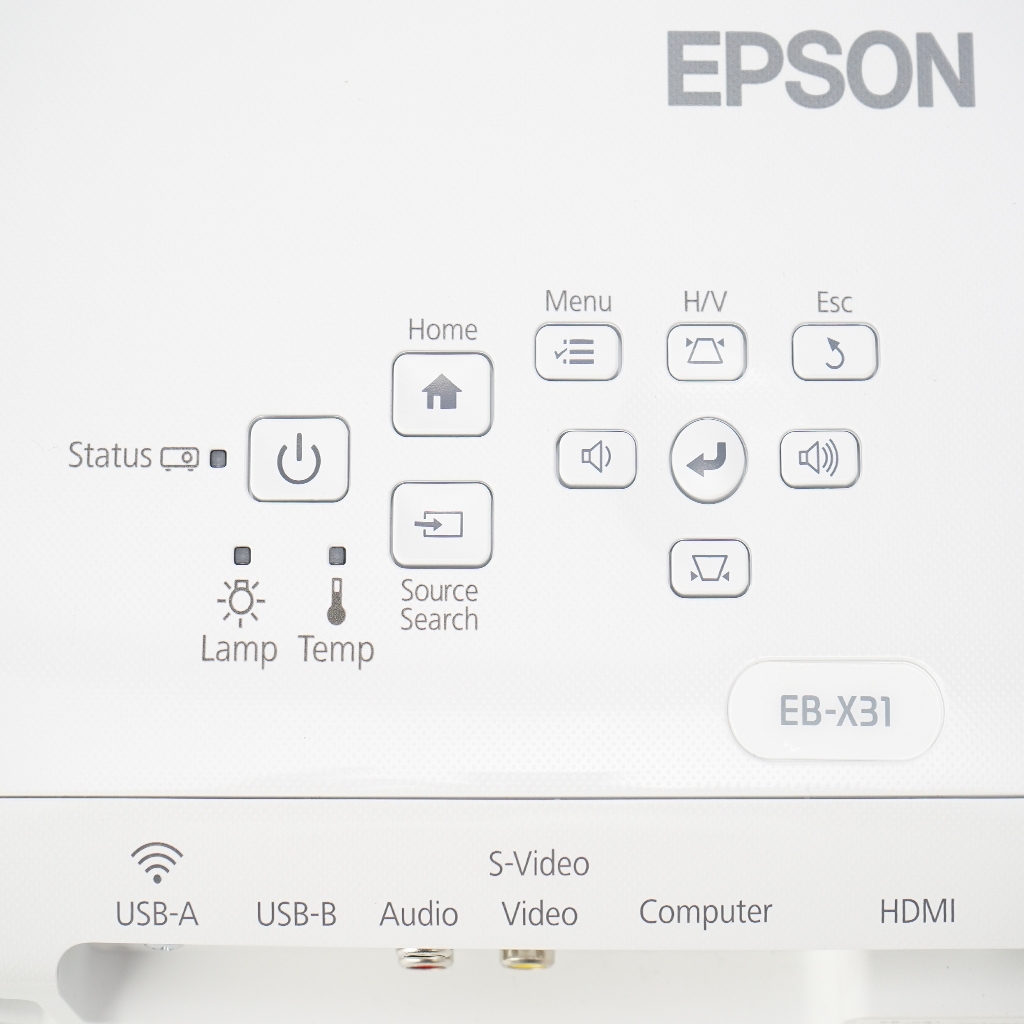 EPSON
Menu
H/V
Esc
Home
Status
Source
Search
Lamp
Temp
EB-X31
S-Video
USB-A
USB-B
Audio
Video
Computer
HDMI